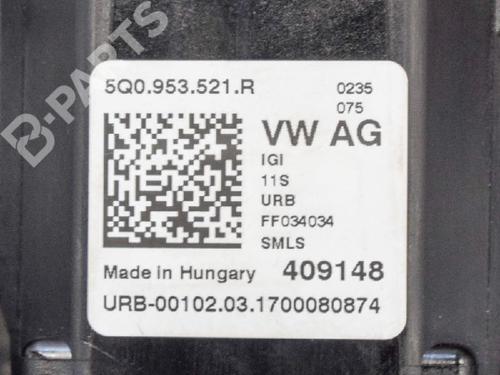 B-PARTS
5Q0.953.521.R 0235
075
VW AG
IGI
11S
URB
FF034034
SMLS
Made in Hungary 409148
URB-00102.03.1700080874